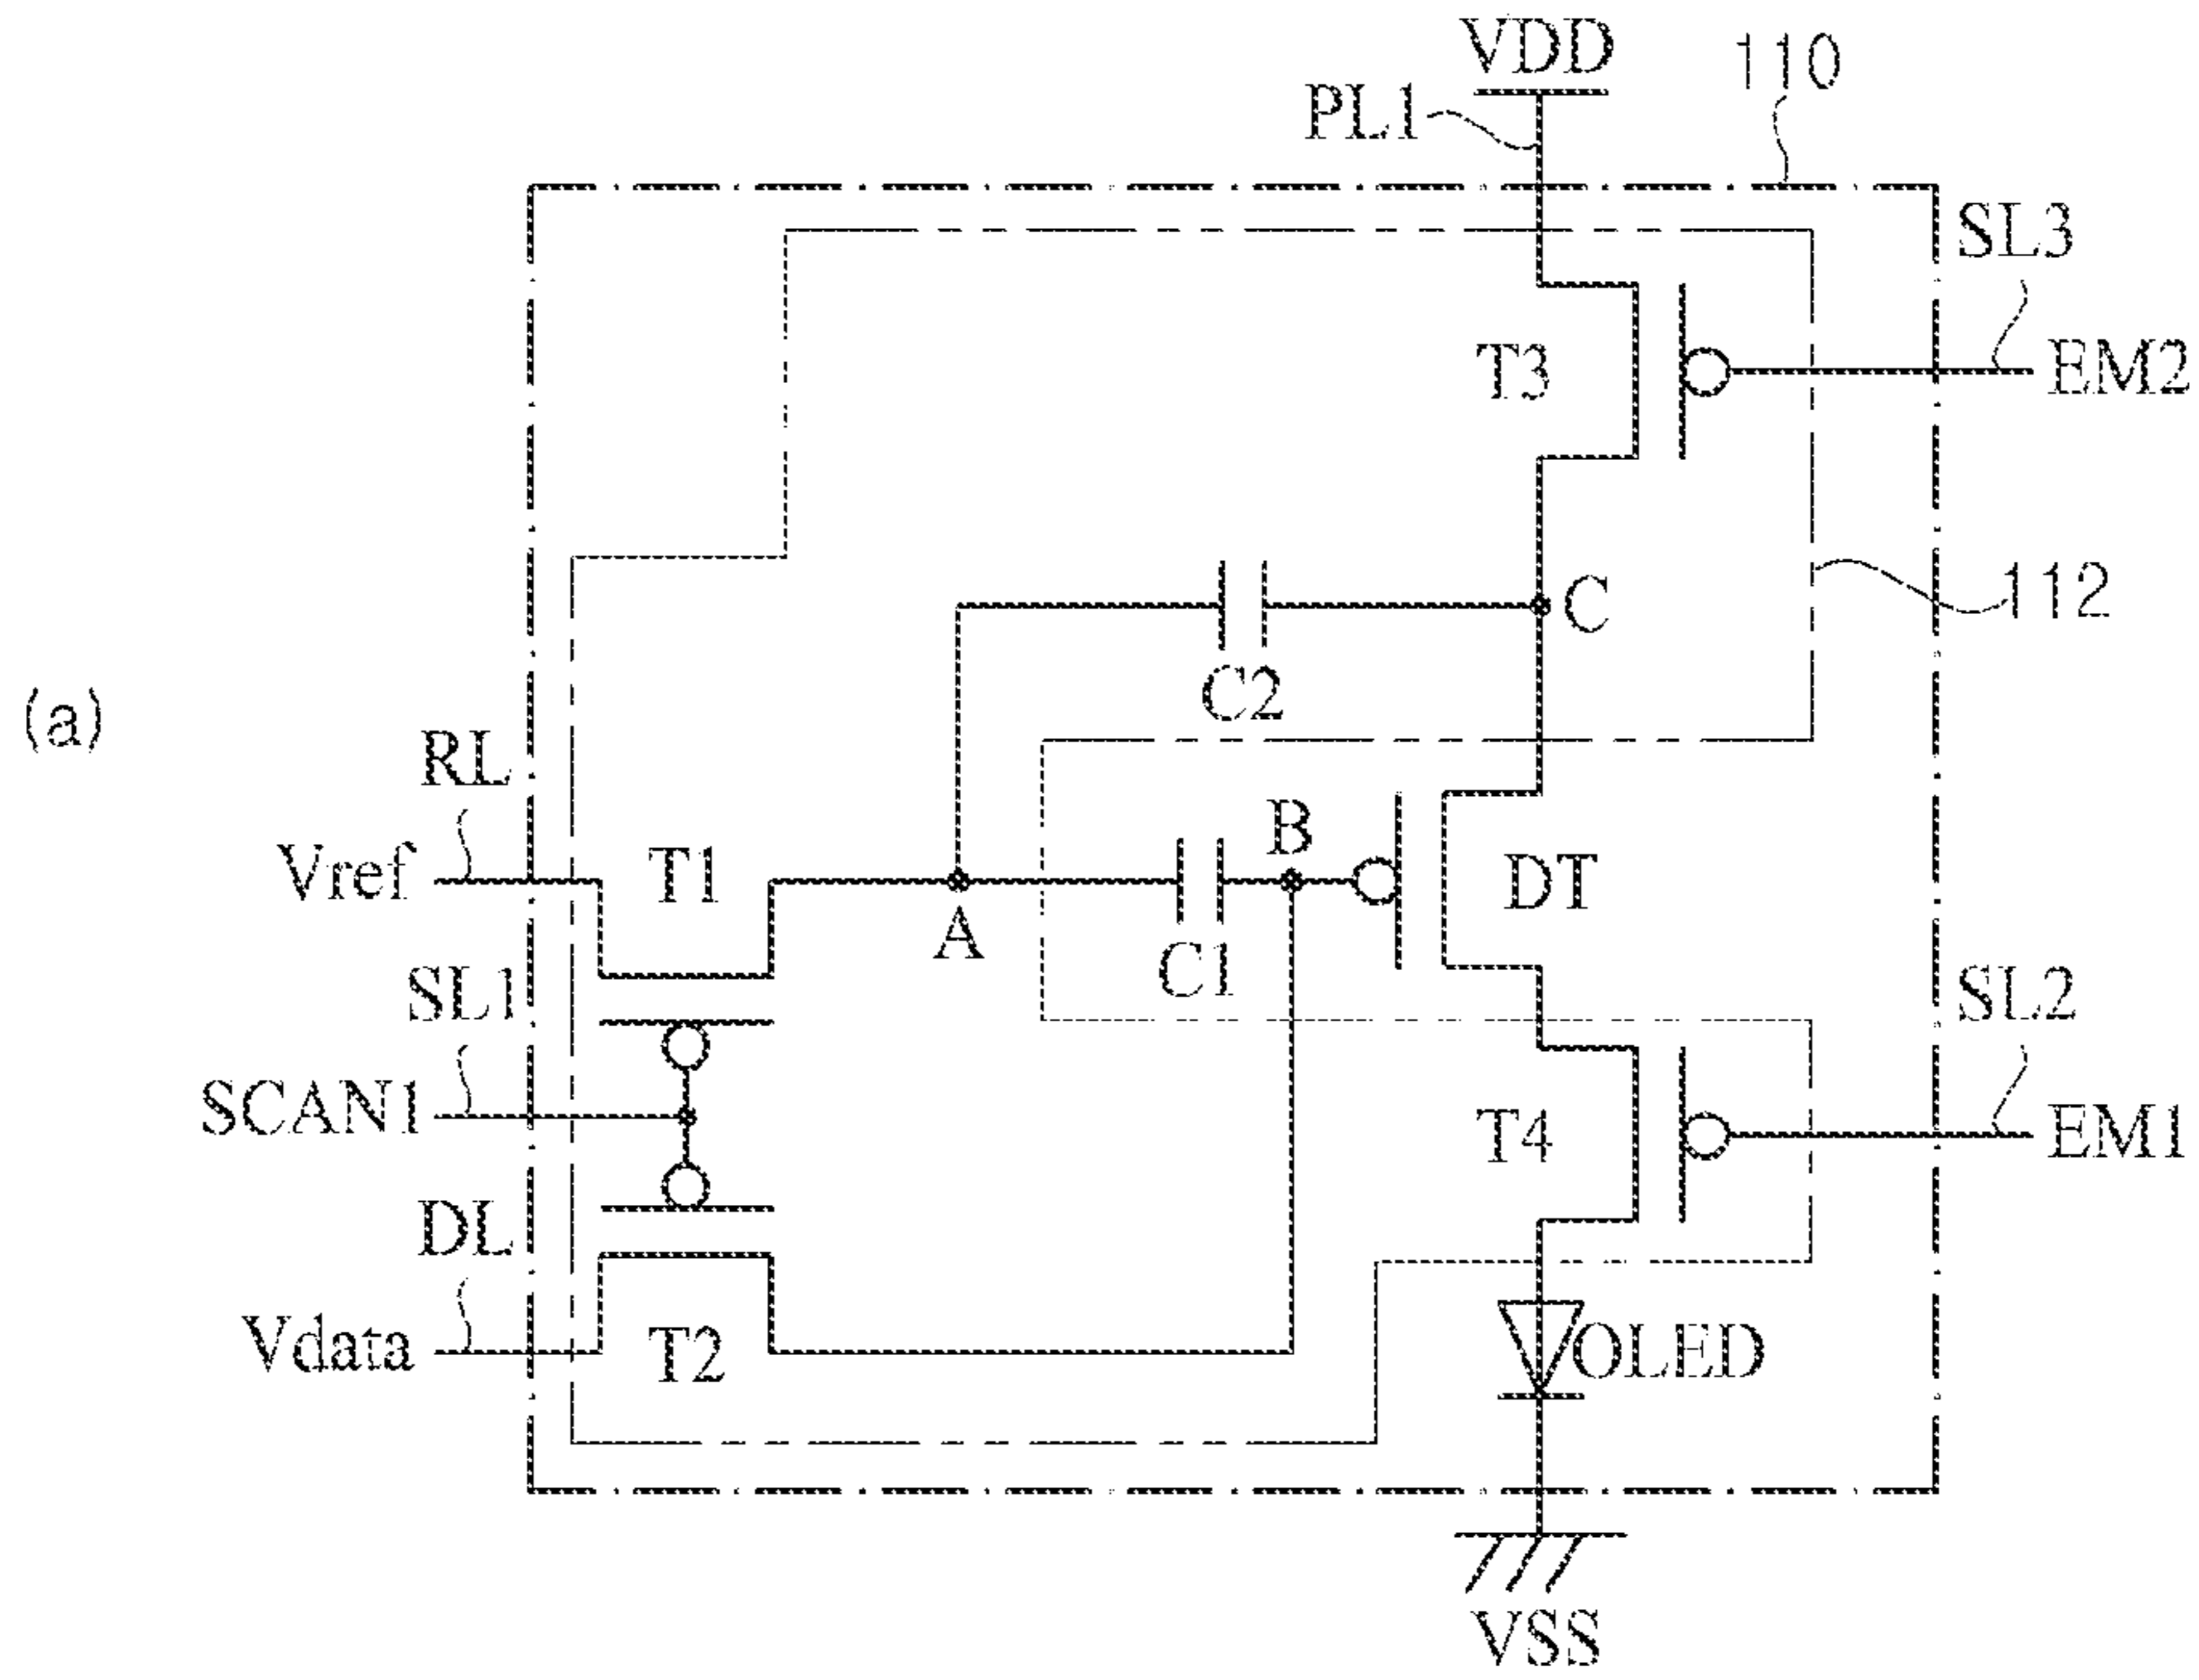 VDD
110
PL1
SL3
T3
EM2
C
112
C2
(a)
RL
B
Vref
T1
DT
A
C1
SL1
SL2
SCAN1
T4
EM1
DL
Vdata
T2
OLED
VSS